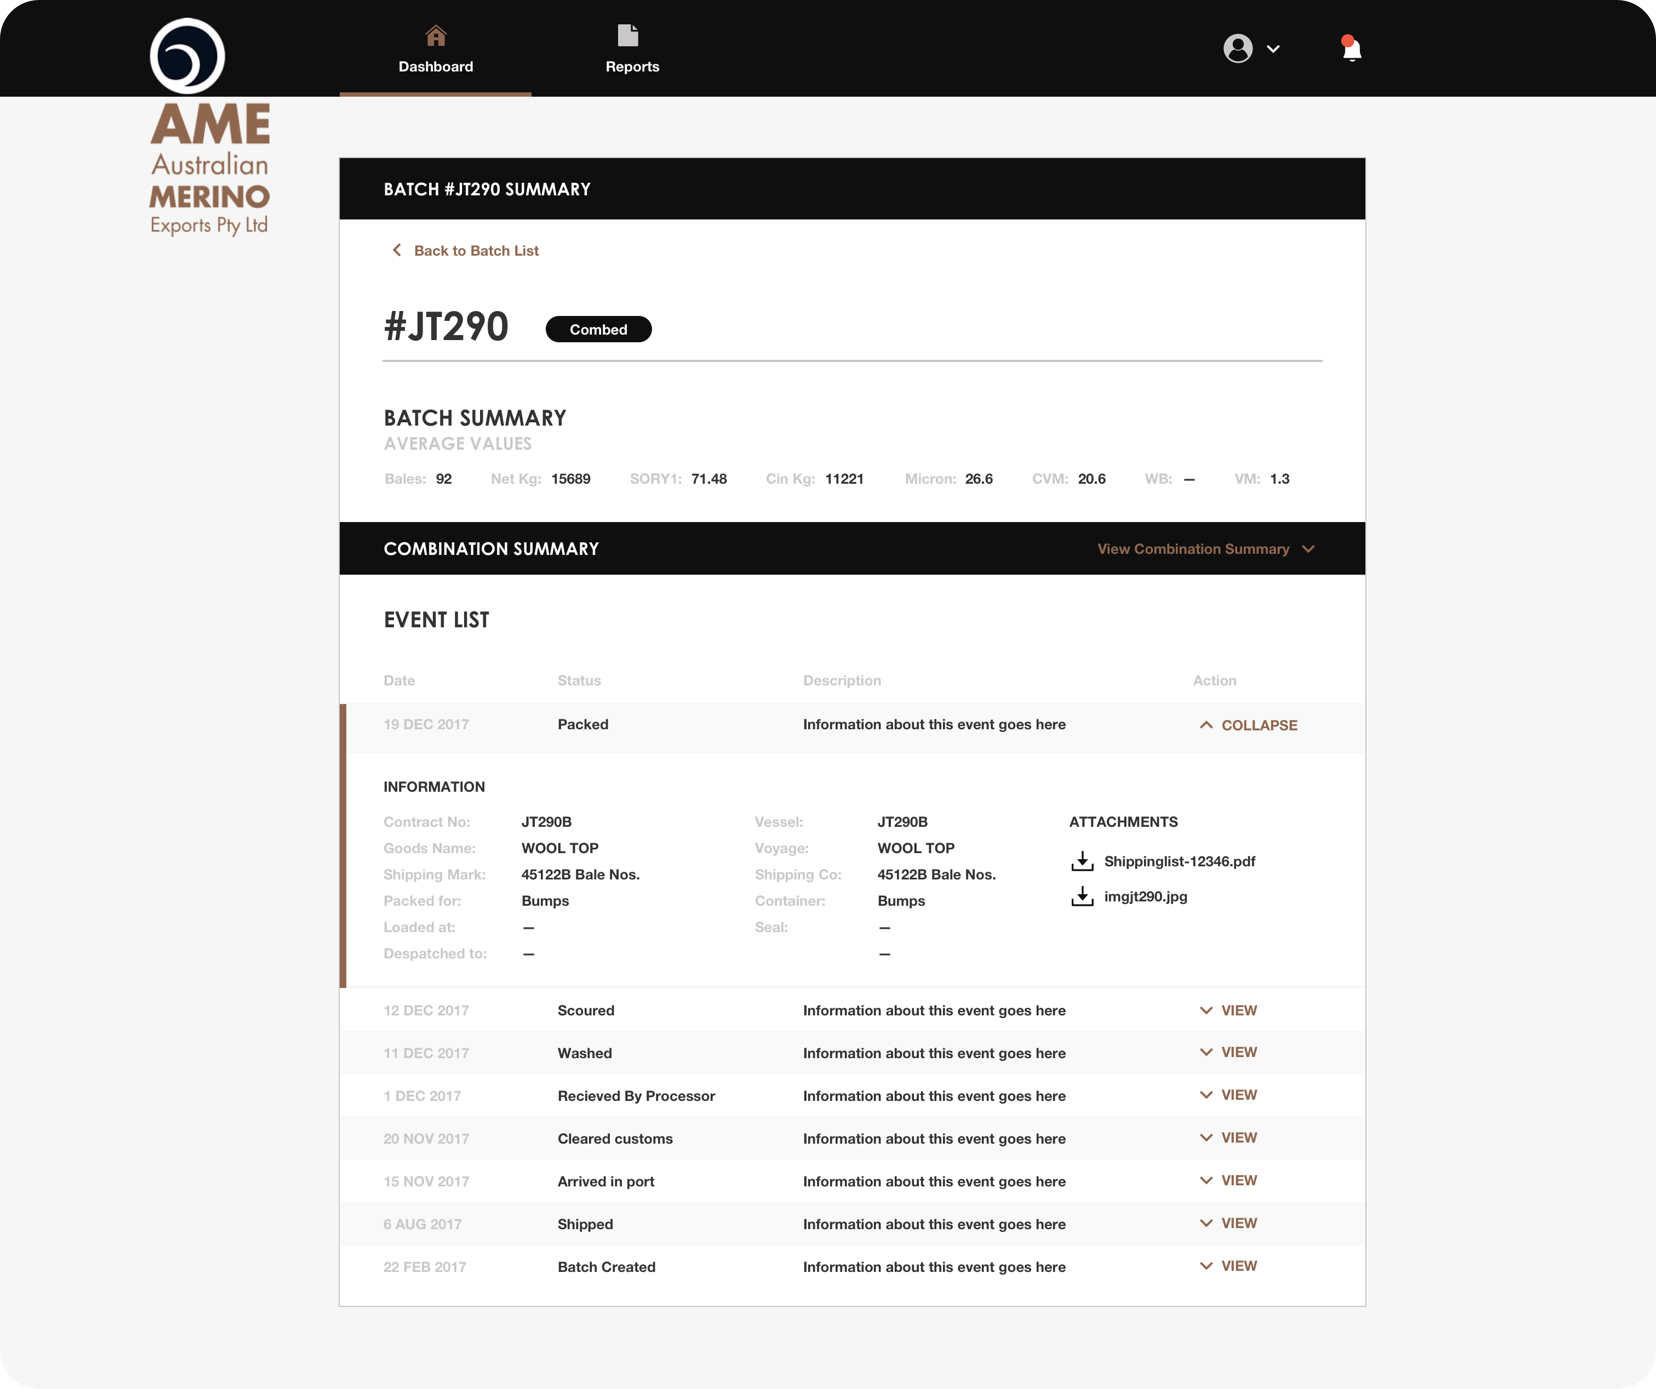 Dashboard
Reports
AME
Australian
MERINO
Exports Pty Ltd
BATCH #JT290 SUMMARY
Back to Batch List
#JT290 Combed
BATCH SUMMARY
AVERAGE VALUES
Bales: 92 Net Kg: 15689 SORY1: 71.48 Cin Kg: 11221 Micron: 26.6 CVM: 20.6 WB: — VM: 1.3
COMBINATION SUMMARY View Combination Summary
EVENT LIST
Date Status Description Action
19 DEC 2017 Packed Information about this event goes here COLLAPSE
INFORMATION
Contract No: JT290B Vessel: JT290B ATTACHMENTS
Goods Name: WOOL TOP Voyage: WOOL TOP Shippinglist-12346.pdf
Shipping Mark: 45122B Bale Nos. Shipping Co: 45122B Bale Nos.
Packed for: Bumps Container: Bumps imgjt290.jpg
Loaded at: — Seal: —
Despatched to: — —
12 DEC 2017 Scoured Information about this event goes here VIEW
11 DEC 2017 Washed Information about this event goes here VIEW
1 DEC 2017 Recieved By Processor Information about this event goes here VIEW
20 NOV 2017 Cleared customs Information about this event goes here VIEW
15 NOV 2017 Arrived in port Information about this event goes here VIEW
6 AUG 2017 Shipped Information about this event goes here VIEW
22 FEB 2017 Batch Created Information about this event goes here VIEW